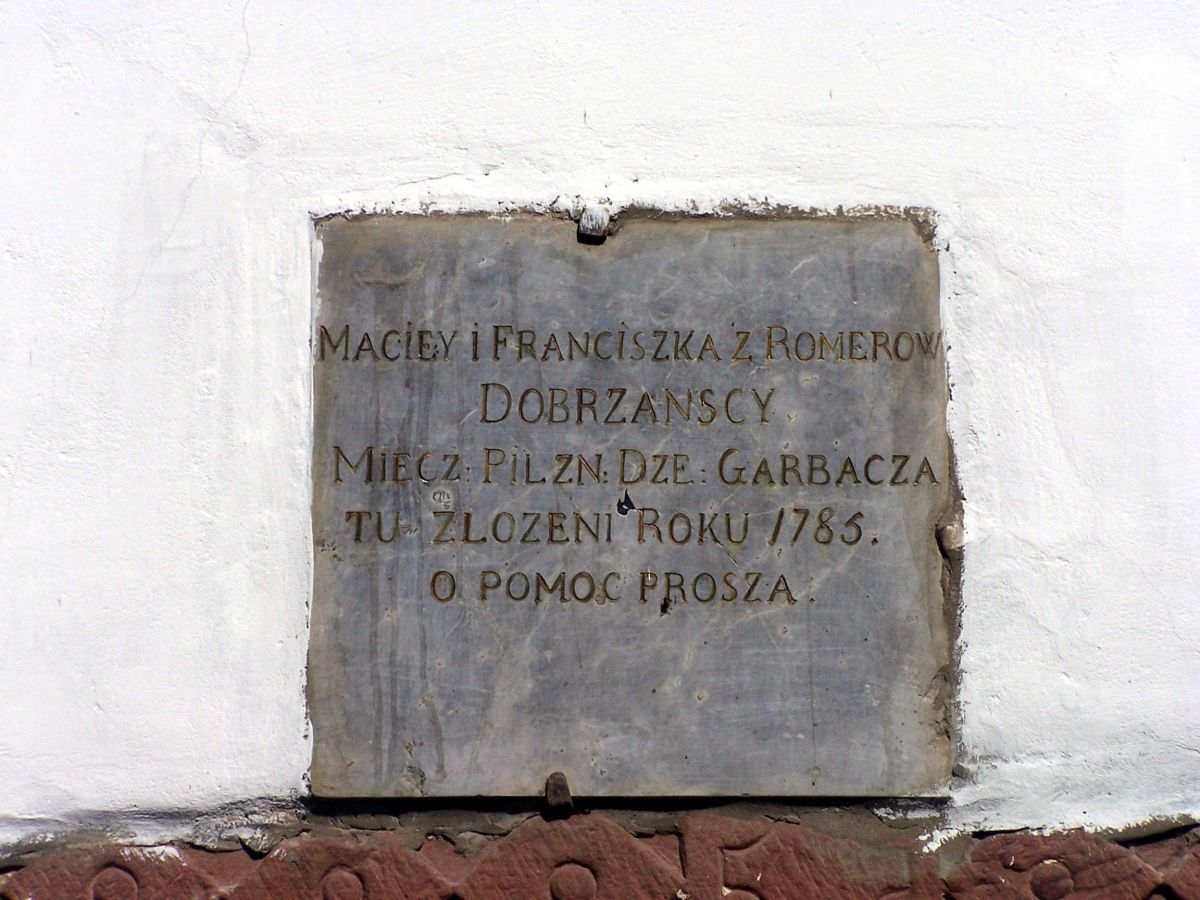 MACIEY i FRANCiSZKA Z ROMEROW
DOBRZANSCY
MiECZ: PiLZN: DZE: GARBACZA
TU ZLOZENi ROKU 1785.
O POMOC PROSZA.